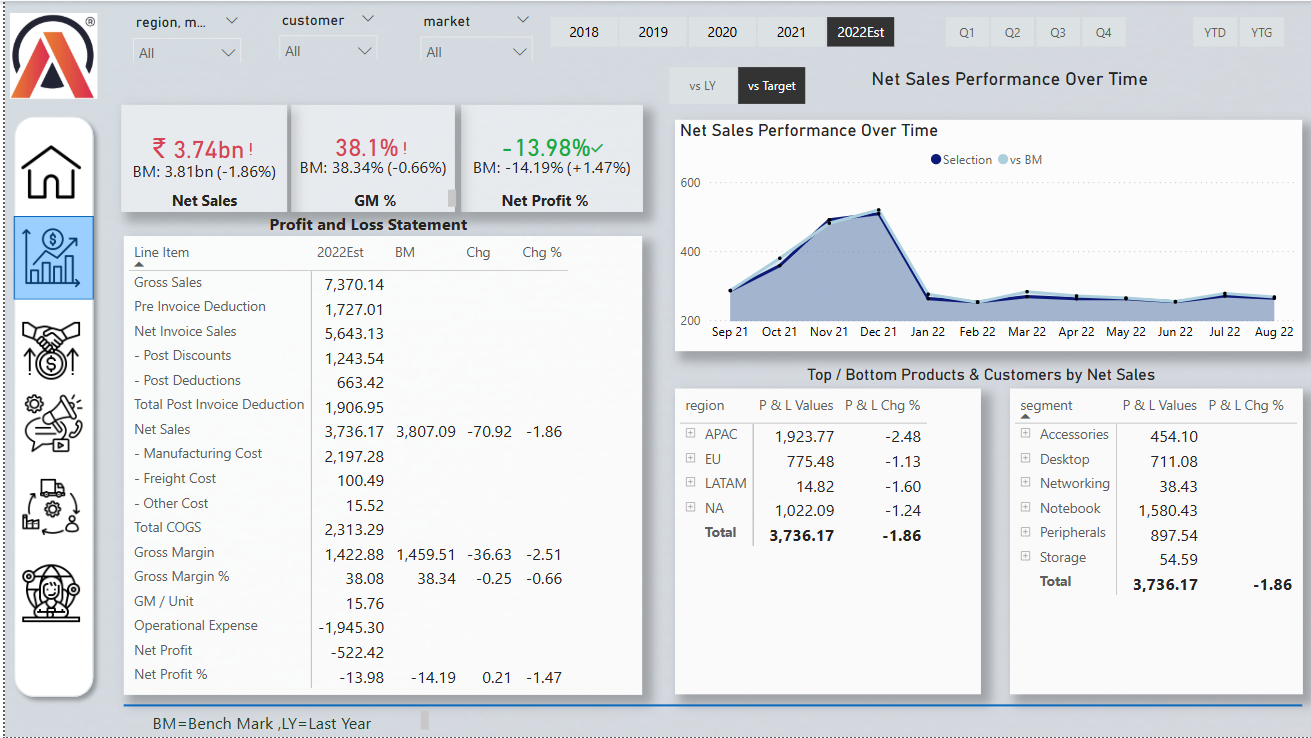 region, m...
customer
market
All
All
All
2018 2019 2020 2021 2022Est
Q1 Q2 Q3 Q4
YTD YTG
vs LY
vs Target
Net Sales Performance Over Time
®
₹ 3.74bn !
BM: 3.81bn (-1.86%)
Net Sales
38.1% !
BM: 38.34% (-0.66%)
GM %
-13.98%✓
BM: -14.19% (+1.47%)
Net Profit %
Net Sales Performance Over Time
Selection vs BM
600
400
200
Sep 21 Oct 21 Nov 21 Dec 21 Jan 22 Feb 22 Mar 22 Apr 22 May 22 Jun 22 Jul 22 Aug 22
Profit and Loss Statement
Line Item 2022Est BM Chg Chg %
Gross Sales 7,370.14
Pre Invoice Deduction 1,727.01
Net Invoice Sales 5,643.13
- Post Discounts 1,243.54
- Post Deductions 663.42
Total Post Invoice Deduction 1,906.95
Net Sales 3,736.17 3,807.09 -70.92 -1.86
- Manufacturing Cost 2,197.28
- Freight Cost 100.49
- Other Cost 15.52
Total COGS 2,313.29
Gross Margin 1,422.88 1,459.51 -36.63 -2.51
Gross Margin % 38.08 38.34 -0.25 -0.66
GM / Unit 15.76
Operational Expense -1,945.30
Net Profit -522.42
Net Profit % -13.98 -14.19 0.21 -1.47
Top / Bottom Products & Customers by Net Sales
region P & L Values P & L Chg %
APAC 1,923.77 -2.48
EU 775.48 -1.13
LATAM 14.82 -1.60
NA 1,022.09 -1.24
Total 3,736.17 -1.86
segment P & L Values P & L Chg %
Accessories 454.10
Desktop 711.08
Networking 38.43
Notebook 1,580.43
Peripherals 897.54
Storage 54.59
Total 3,736.17 -1.86
BM=Bench Mark ,LY=Last Year